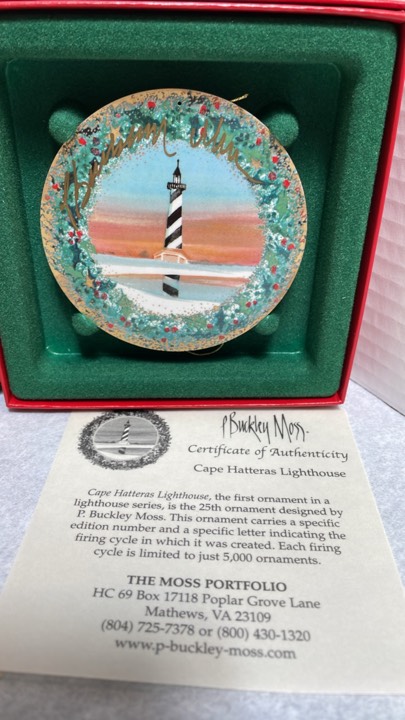 P Buckley Moss.
Certificate of Authenticity
Cape Hatteras Lighthouse
Cape Hatteras Lighthouse, the first ornament in a
lighthouse series, is the 25th ornament designed by
P. Buckley Moss. This ornament carries a specific
edition number and a specific letter indicating the
firing cycle in which it was created. Each firing
cycle is limited to just 5,000 ornaments.
THE MOSS PORTFOLIO
HC 69 Box 17118 Poplar Grove Lane
Mathews, VA 23109
(804) 725-7378 or (800) 430-1320
www.p-buckley-moss.com